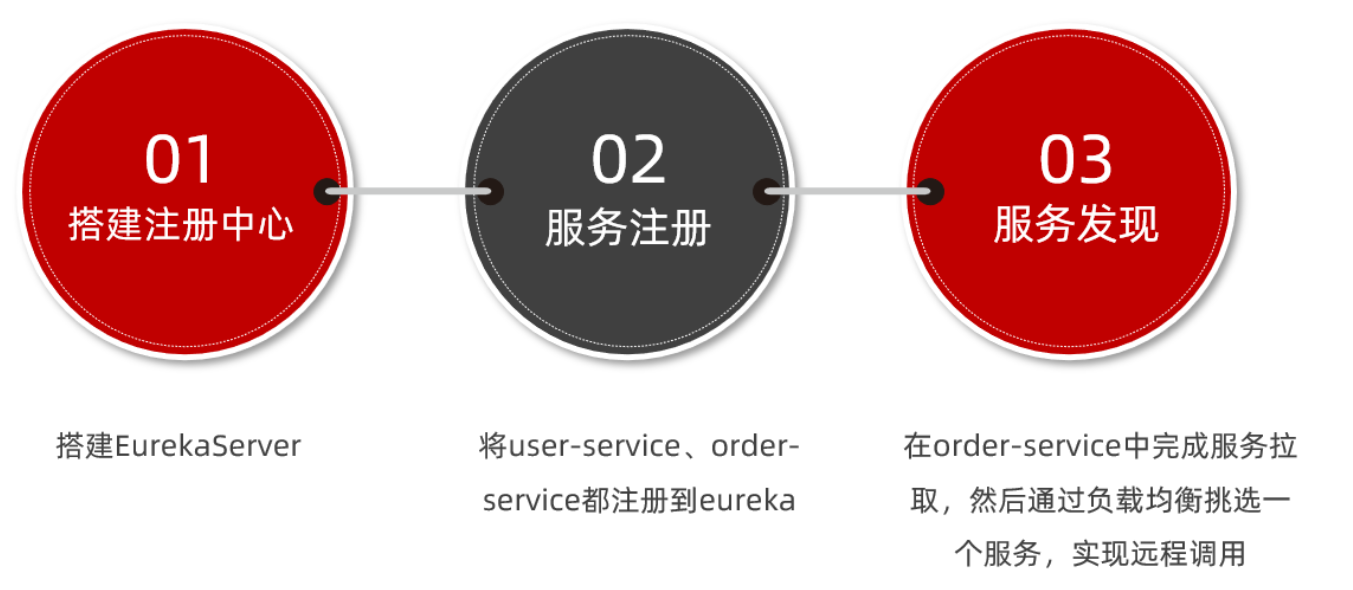 01
搭建注册中心
02
服务注册
03
服务发现
搭建EurekaServer
将user-service、order-
service都注册到eureka
在order-service中完成服务拉
取，然后通过负载均衡挑选一
个服务，实现远程调用